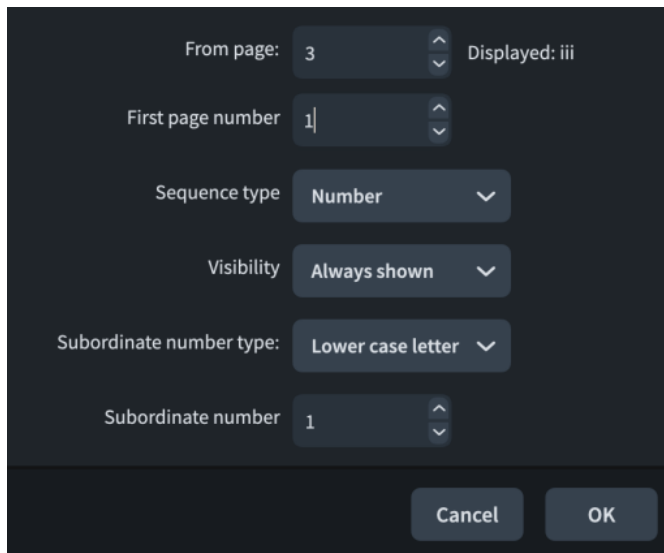 From page: 3 Displayed: iii
First page number 1
Sequence type Number
Visibility Always shown
Subordinate number type: Lower case letter
Subordinate number 1
Cancel OK